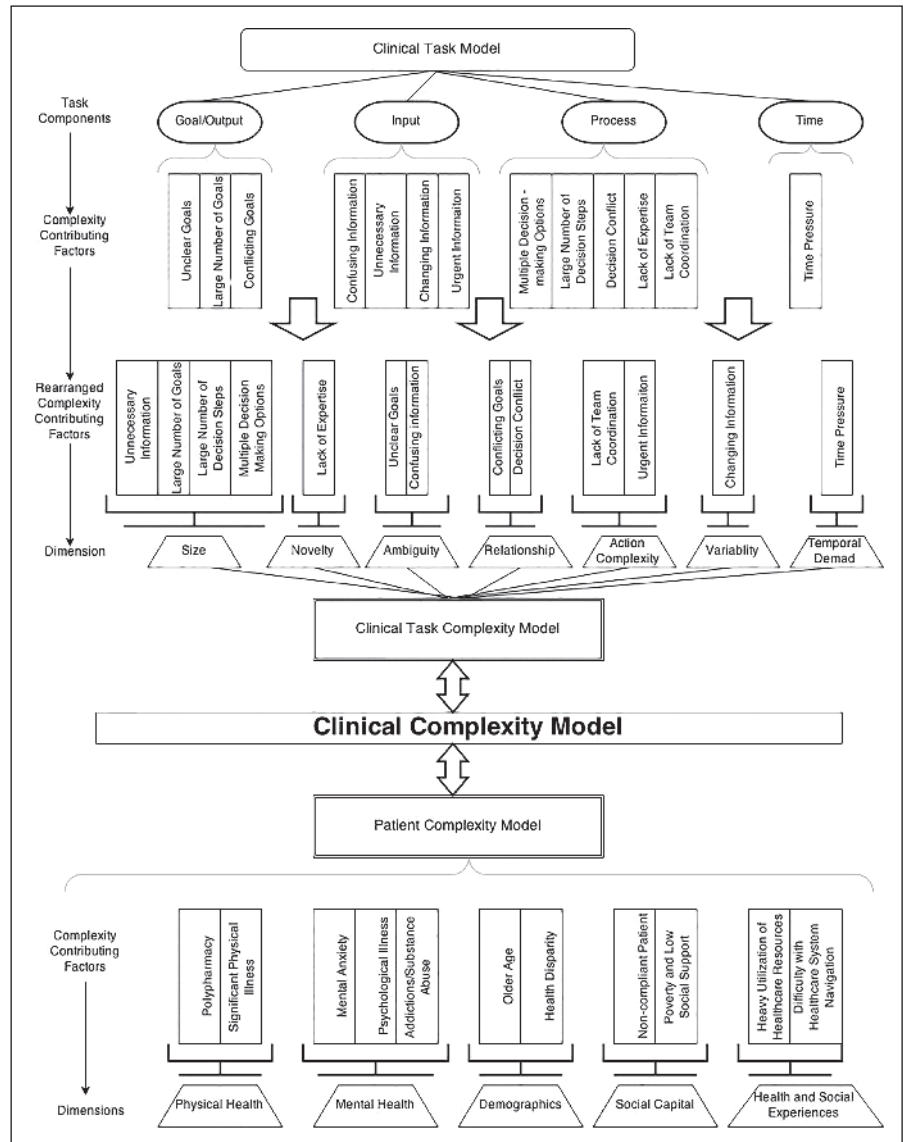 Clinical Task Model
Task
Components
Goal/Output
Input
Process
Time
Complexity
Contributing
Factors
Unclear Goals
Large Number of Goals
Conflicting Goals
Confusing Information
Unnecessary
Information
Changing Information
Urgent Informaiton
Multiple Decision -
making Options
Large Number of
Decision Steps
Decision Conflict
Lack of Expertise
Lack of Team
Coordination
Time Pressure
Rearranged
Complexity
Contributing
Factors
Unnecessary
Information
Large Number of Goals
Large Number of
Decision Steps
Multiple Decision
Making Options
Lack of Expertise
Unclear Goals
Confusing information
Conflicting Goals
Decision Conflict
Lack of Team
Coordination
Urgent Informaiton
Changing Information
Time Pressure
Dimension
Size
Novelty
Ambiguity
Relationship
Action
Complexity
Variablity
Temporal
Demad
Clinical Task Complexity Model
Clinical Complexity Model
Patient Complexity Model
Complexity
Contributing
Factors
Polypharmacy
Significant Physical
Illness
Mental Anxiety
Psychological Illness
Addictions/Substance
Abuse
Older Age
Health Disparity
Non-compliant Patient
Poverty and Low
Social Support
Heavy Utilization of
Healthcare Resources
Difficulty with
Healthcare System
Navigation
Dimensions
Physical Health
Mental Health
Demographics
Social Capital
Health and Social
Experiences